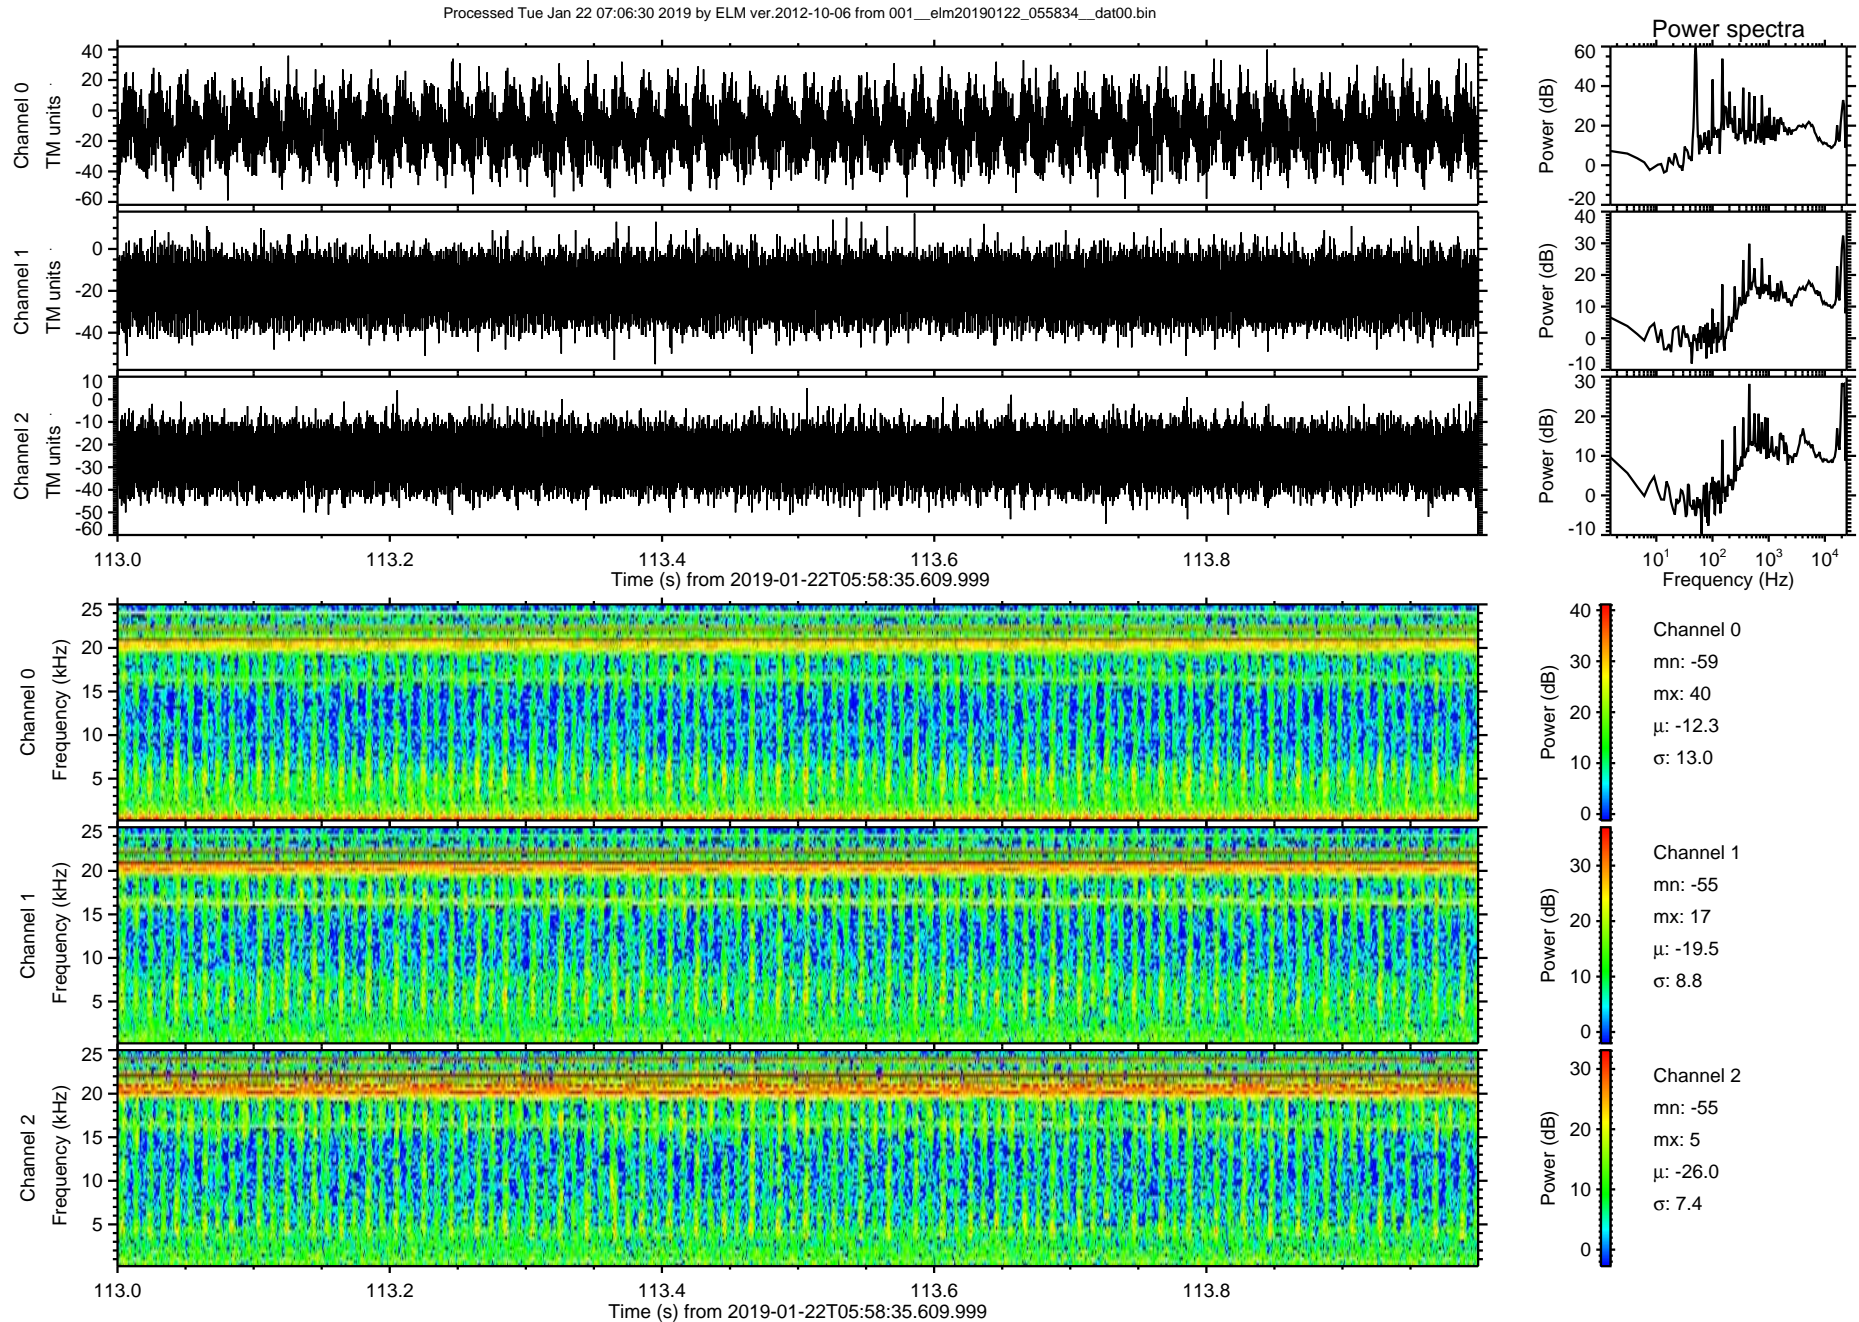 Processed Tue Jan 22 07:06:30 2019 by ELM ver.2012-10-06 from 001__elm20190122_055834__dat00.bin
Power spectra
Channel 0
TM units
40
20
0
-20
-40
-60
Power (dB)
60
40
20
0
-20
Channel 1
TM units
0
-20
-40
Power (dB)
40
30
20
10
0
-10
Channel 2
TM units
10
0
-10
-20
-30
-40
-50
-60
Power (dB)
30
20
10
0
-10
113.0 113.2 113.4 113.6 113.8
Time (s) from 2019-01-22T05:58:35.609.999
10^1 10^2 10^3 10^4
Frequency (Hz)
Channel 0
Frequency (kHz)
25
20
15
10
5
Power (dB)
40
30
20
10
0
Channel 0
mn: -59
mx: 40
μ: -12.3
σ: 13.0
Channel 1
Frequency (kHz)
25
20
15
10
5
Power (dB)
30
20
10
0
Channel 1
mn: -55
mx: 17
μ: -19.5
σ: 8.8
Channel 2
Frequency (kHz)
25
20
15
10
5
Power (dB)
30
20
10
0
Channel 2
mn: -55
mx: 5
μ: -26.0
σ: 7.4
113.0 113.2 113.4 113.6 113.8
Time (s) from 2019-01-22T05:58:35.609.999